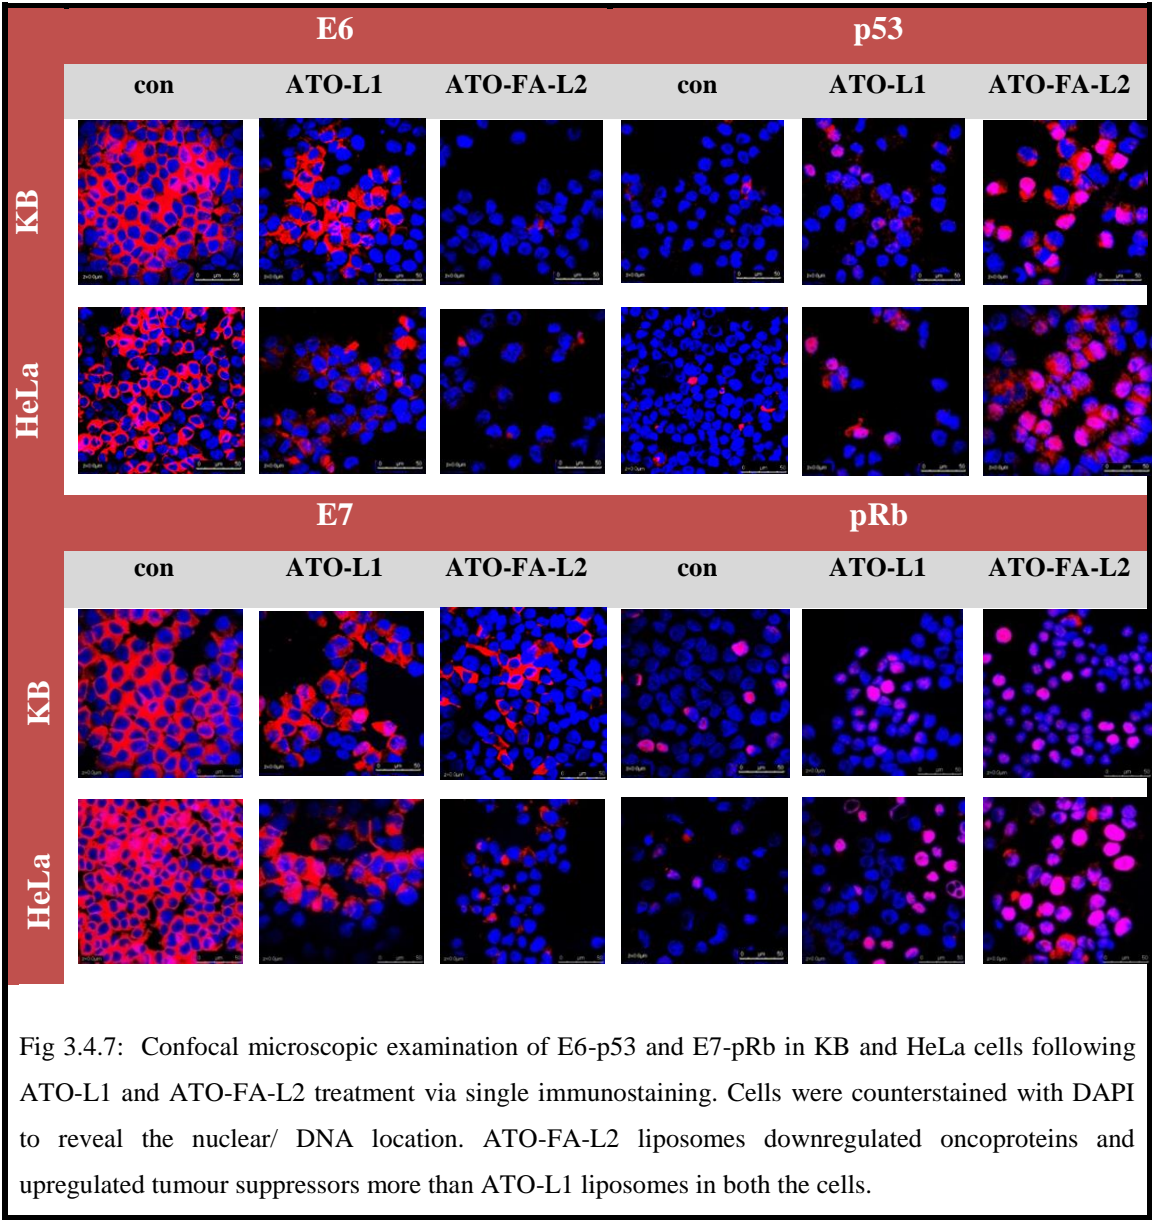 E6 p53
con ATO-L1 ATO-FA-L2 con ATO-L1 ATO-FA-L2
KB
HeLa
E7 pRb
con ATO-L1 ATO-FA-L2 con ATO-L1 ATO-FA-L2
KB
HeLa
Fig 3.4.7: Confocal microscopic examination of E6-p53 and E7-pRb in KB and HeLa cells following
ATO-L1 and ATO-FA-L2 treatment via single immunostaining. Cells were counterstained with DAPI
to reveal the nuclear/ DNA location. ATO-FA-L2 liposomes downregulated oncoproteins and
upregulated tumour suppressors more than ATO-L1 liposomes in both the cells.